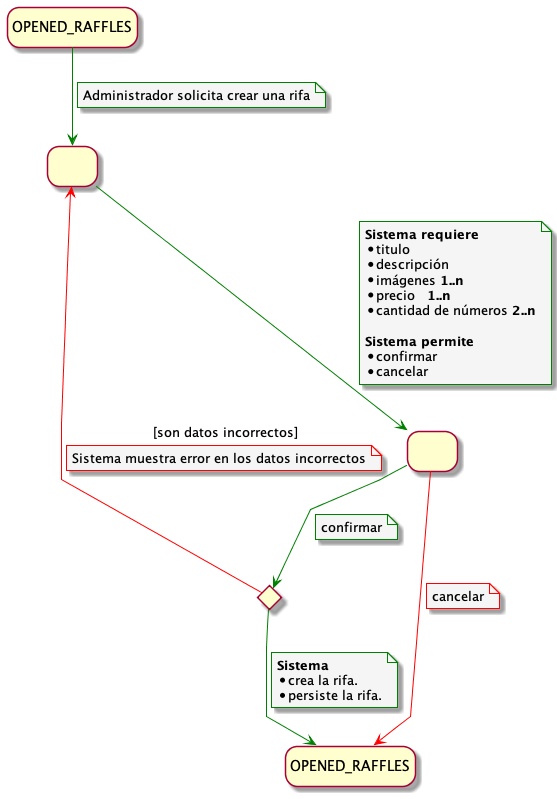 OPENED_RAFFLES
Administrador solicita crear una rifa
Sistema requiere
•titulo
•descripción
•imágenes 1..n
•precio 1..n
•cantidad de números 2..n
Sistema permite
•confirmar
•cancelar
[son datos incorrectos]
Sistema muestra error en los datos incorrectos
confirmar
cancelar
Sistema
•crea la rifa.
•persiste la rifa.
OPENED_RAFFLES